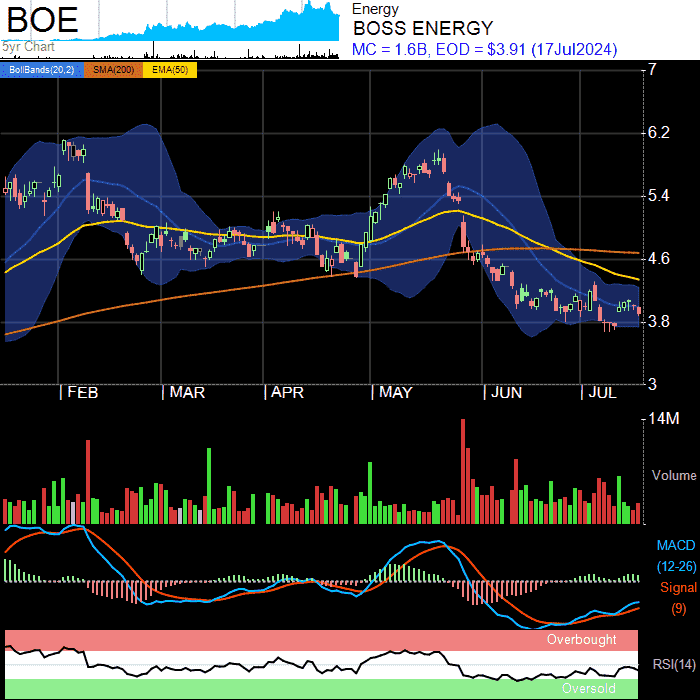 BOE
5yr Chart
Energy
BOSS ENERGY
MC = 1.6B, EOD = $3.91 (17Jul2024)
BollBands(20,2) SMA(200) EMA(50)
7
6.2
5.4
4.6
3.8
3
FEB MAR APR MAY JUN JUL
14M
Volume
MACD
(12-26)
Signal
(9)
Overbought
RSI(14)
Oversold